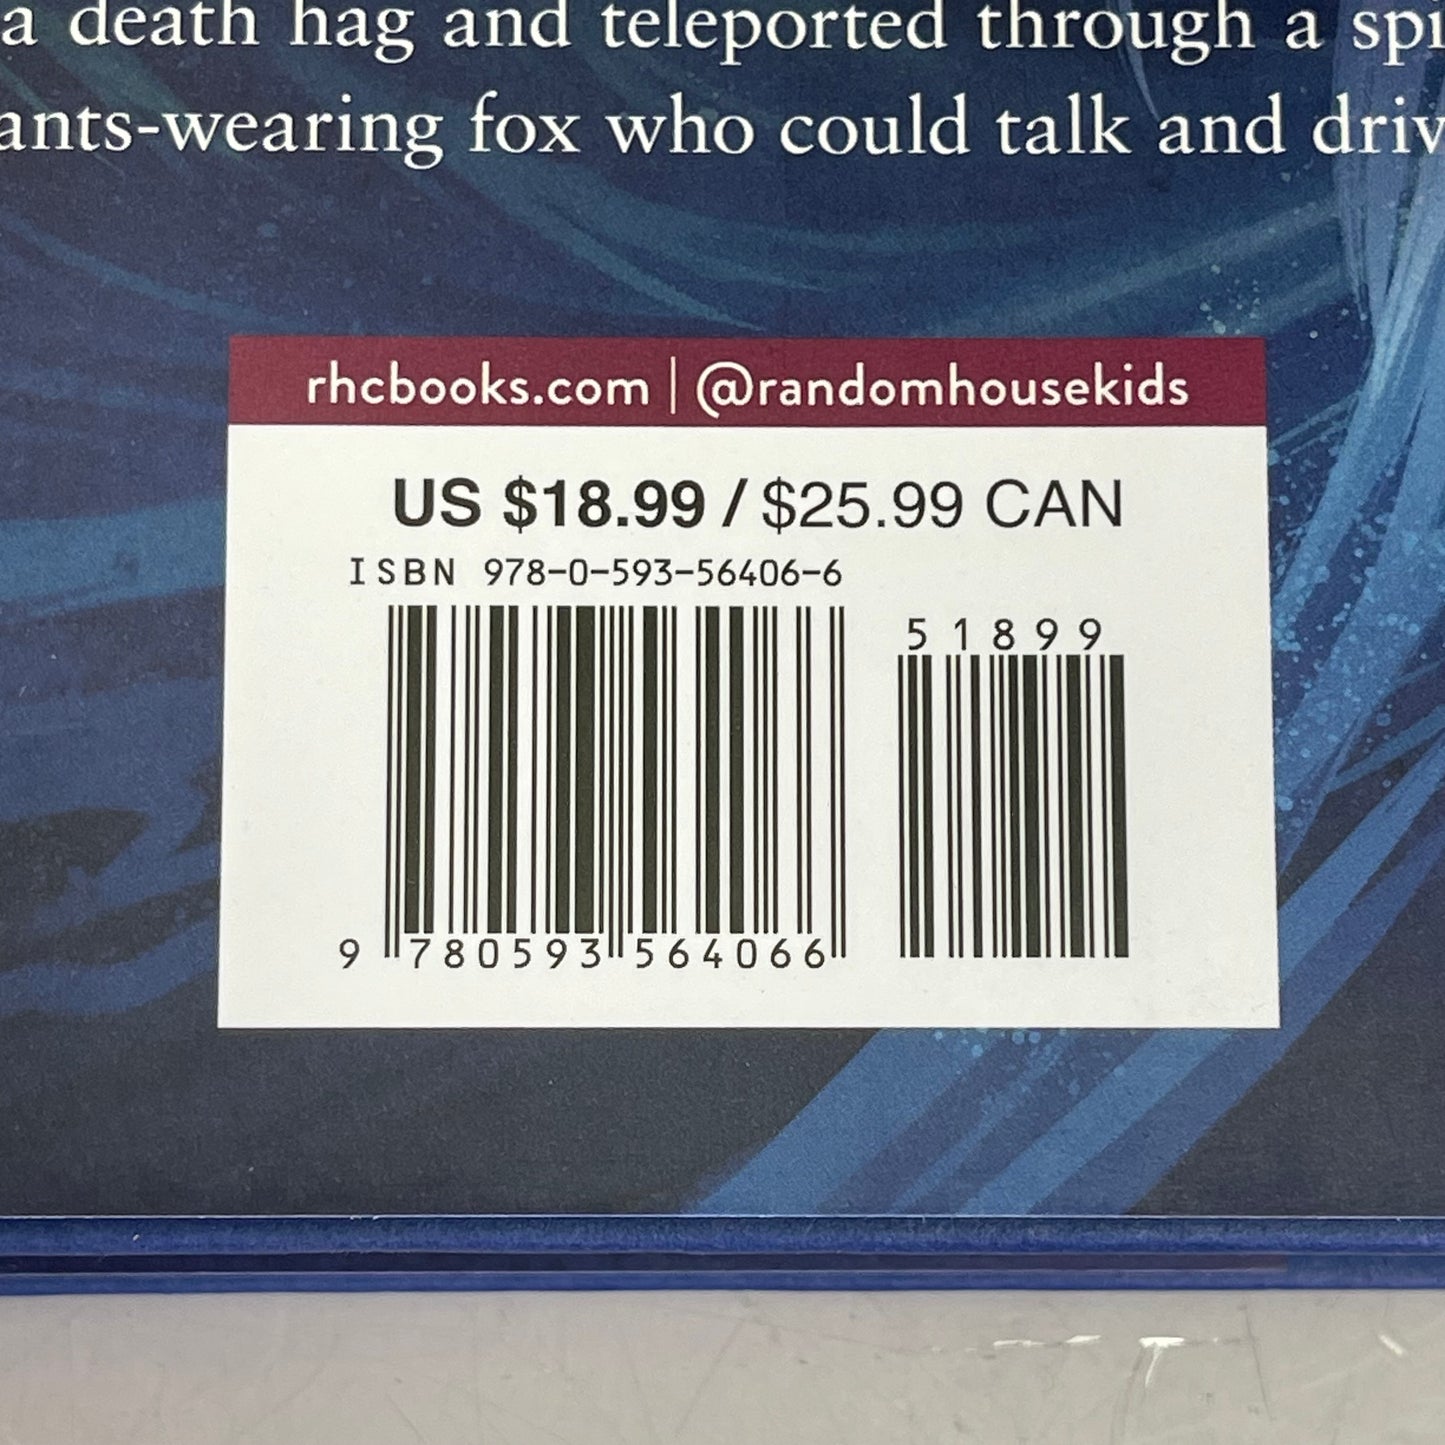 a death hag and teleported through a spi
ants-wearing fox who could talk and driv
rhcbooks.com | @randomhousekids
US $18.99 / $25.99 CAN
ISBN 978-0-593-56406-6
51899
9 780593 564066